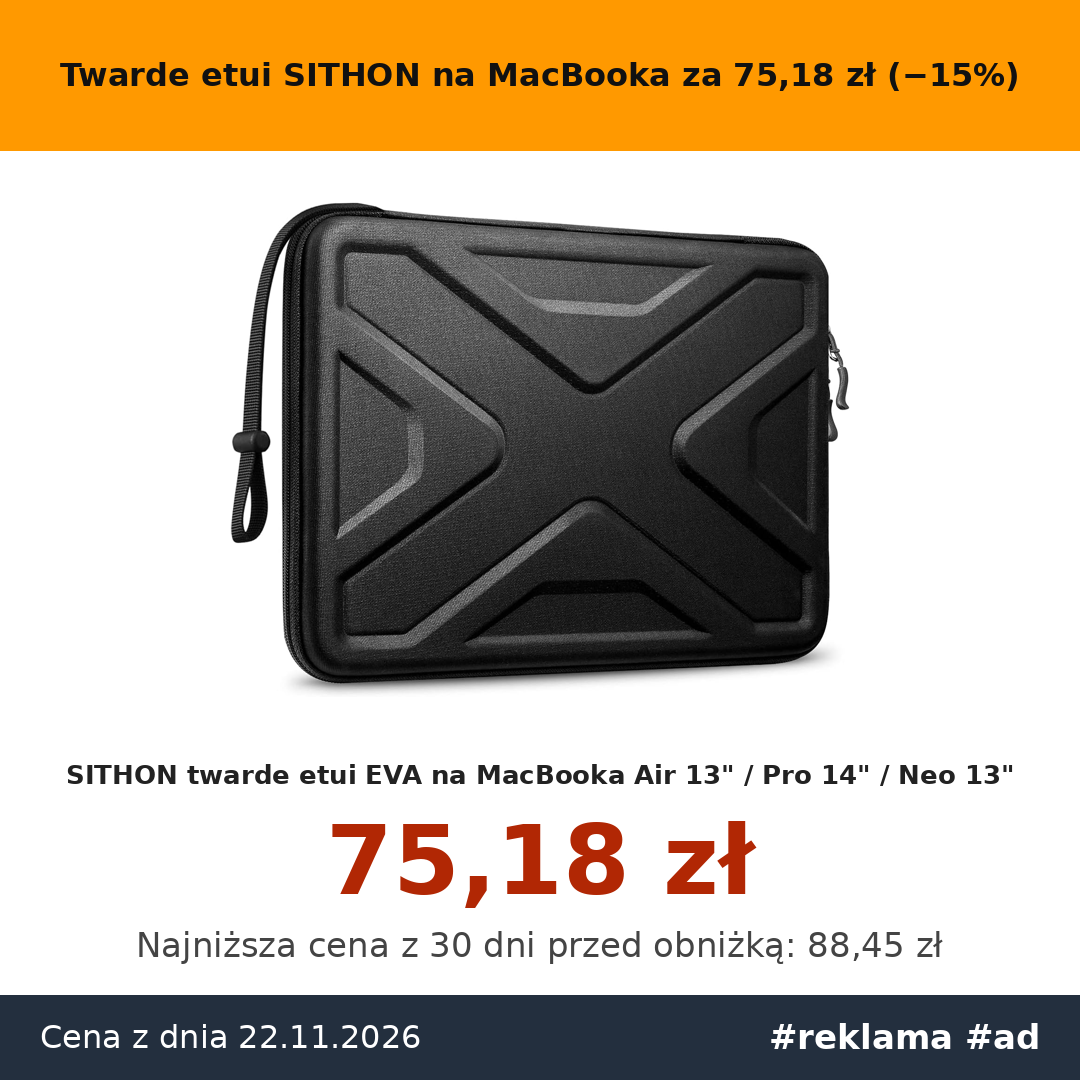 Twarde etui SITHON na MacBooka za 75,18 zł (−15%)
SITHON twarde etui EVA na MacBooka Air 13" / Pro 14" / Neo 13"
75,18 zł
Najniższa cena z 30 dni przed obniżką: 88,45 zł
Cena z dnia 22.11.2026
#reklama #ad